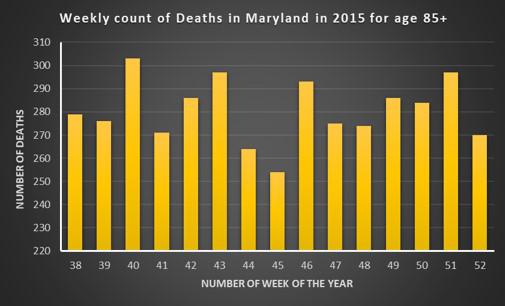 Weekly count of Deaths in Maryland in 2015 for age 85+
NUMBER OF DEATHS
310
300
290
280
270
260
250
240
230
220
38 39 40 41 42 43 44 45 46 47 48 49 50 51 52
NUMBER OF WEEK OF THE YEAR